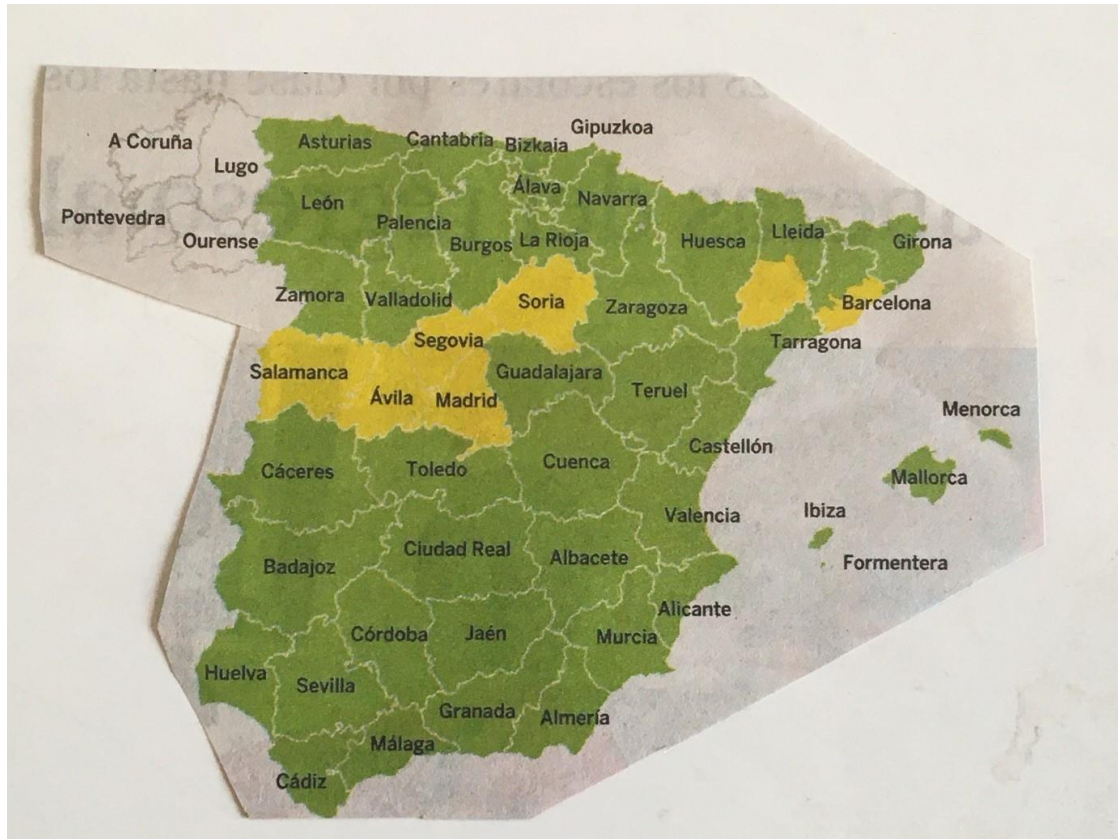 Gipuzkoa
A Coruña
Asturias
Cantabria
Bizkaia
Lugo
Álava
León
Navarra
Pontevedra
Palencia
Lleida
Ourense
Burgos
La Rioja
Huesca
Girona
Zamora
Valladolid
Soria
Zaragoza
Barcelona
Segovia
Tarragona
Salamanca
Guadalajara
Ávila
Madrid
Teruel
Menorca
Castellón
Cáceres
Toledo
Cuenca
Mallorca
Valencia
Ibiza
Ciudad Real
Albacete
Badajoz
Formentera
Alicante
Córdoba
Jaén
Murcia
Huelva
Sevilla
Granada
Almería
Málaga
Cádiz